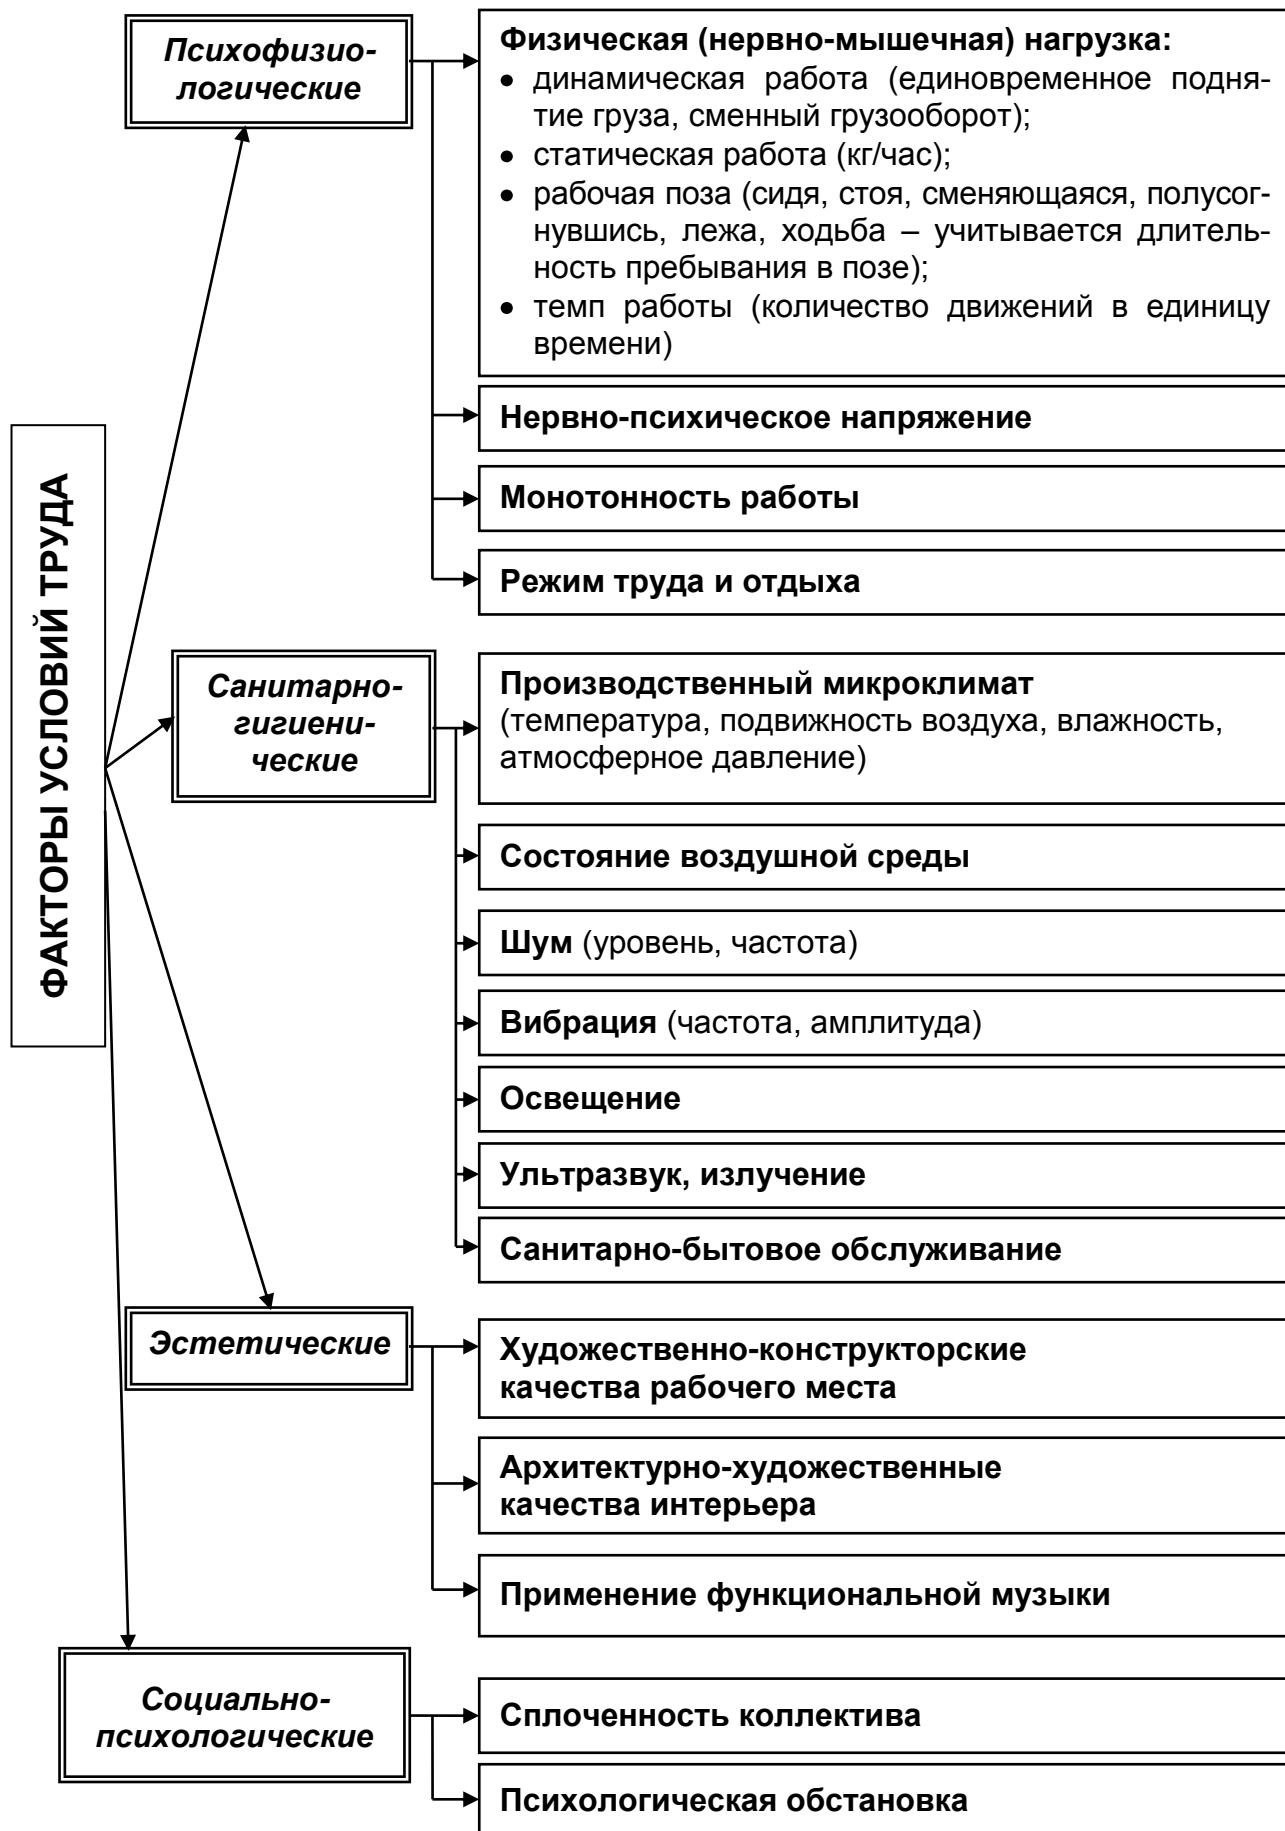 ФАКТОРЫ УСЛОВИЙ ТРУДА
Психофизио-
логические
Физическая (нервно-мышечная) нагрузка:
• динамическая работа (единовременное подня-
тие груза, сменный грузооборот);
• статическая работа (кг/час);
• рабочая поза (сидя, стоя, сменяющаяся, полусог-
нувшись, лежа, ходьба – учитывается длитель-
ность пребывания в позе);
• темп работы (количество движений в единицу
времени)
Нервно-психическое напряжение
Монотонность работы
Режим труда и отдыха
Санитарно-
гигиени-
ческие
Производственный микроклимат
(температура, подвижность воздуха, влажность,
атмосферное давление)
Состояние воздушной среды
Шум (уровень, частота)
Вибрация (частота, амплитуда)
Освещение
Ультразвук, излучение
Санитарно-бытовое обслуживание
Эстетические
Художественно-конструкторские
качества рабочего места
Архитектурно-художественные
качества интерьера
Применение функциональной музыки
Социально-
психологические
Сплоченность коллектива
Психологическая обстановка